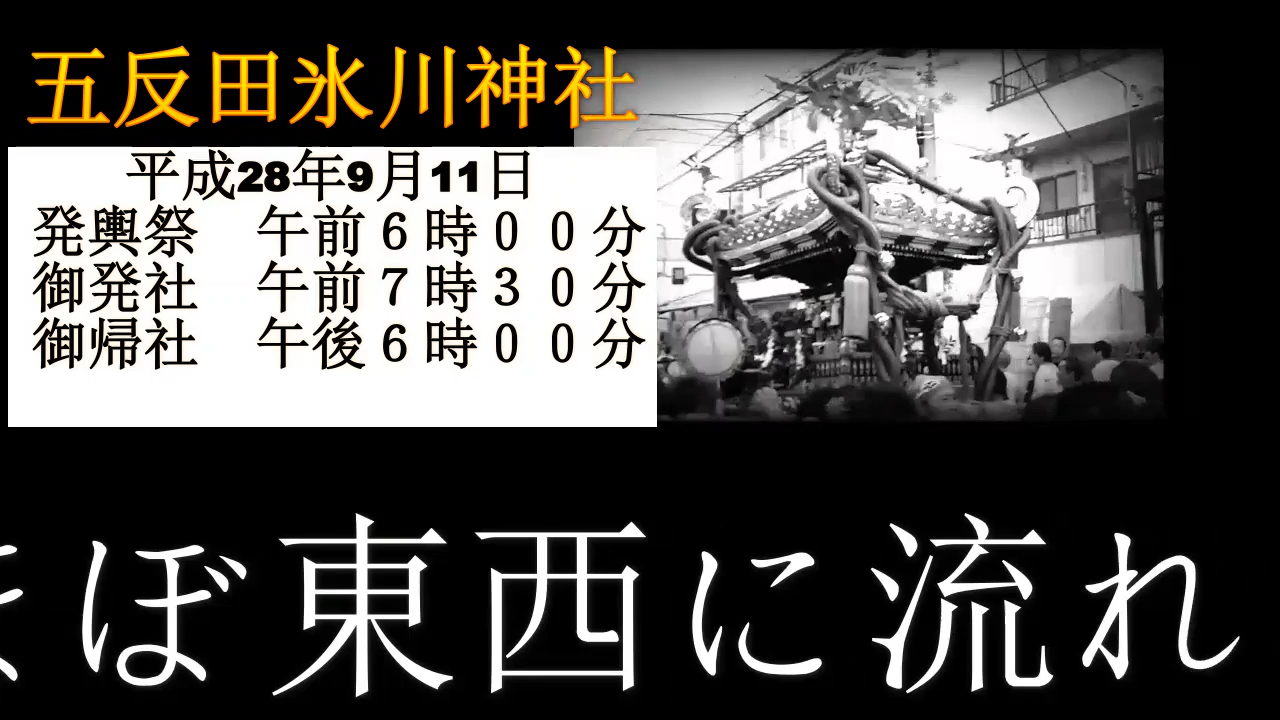 五反田氷川神社
平成28年9月11日
発輿祭　午前６時００分
御発社　午前７時３０分
御帰社　午後６時００分
ぼ東西に流れ